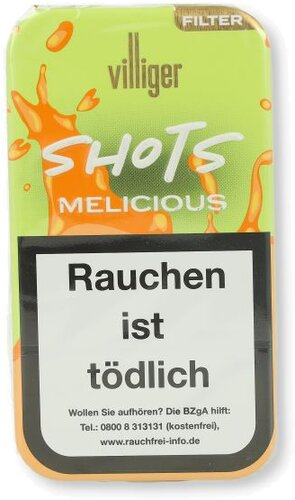 FILTER
villiger
SHOTS
MELICIOUS
Rauchen
ist
tödlich
Wollen Sie aufhören? Die BZgA hilft:
Tel.: 0800 8 313131 (kostenfrei),
www.rauchfrei-info.de